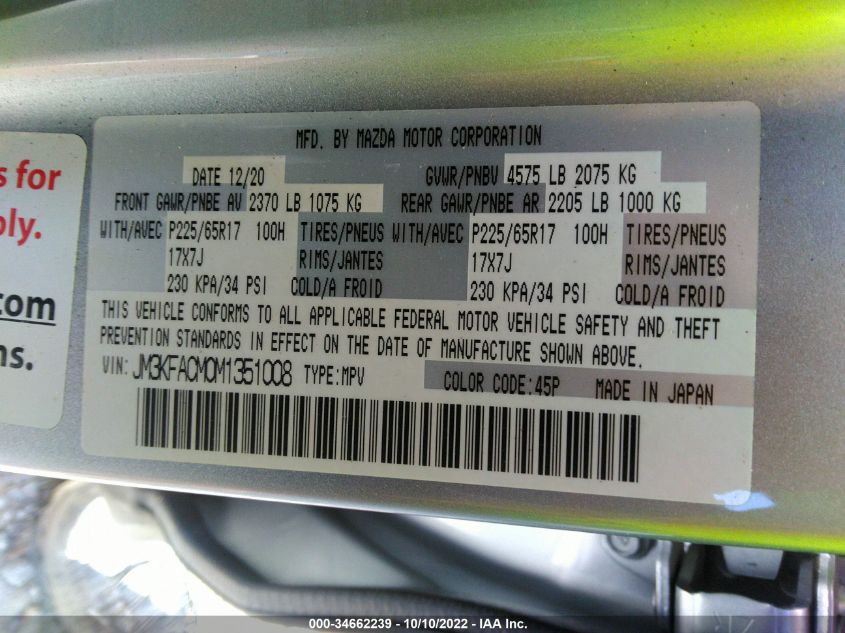 MFD. BY MAZDA MOTOR CORPORATION
DATE 12/20 GVWR/PNBV 4575 LB 2075 KG
FRONT GAWR/PNBE AV 2370 LB 1075 KG REAR GAWR/PNBE AR 2205 LB 1000 KG
WITH/AVEC P225/65R17 100H TIRES/PNEUS WITH/AVEC P225/65R17 100H TIRES/PNEUS
17X7J RIMS/JANTES 17X7J RIMS/JANTES
230 KPA/34 PSI COLD/A FROID 230 KPA/34 PSI COLD/A FROID
THIS VEHICLE CONFORMS TO ALL APPLICABLE FEDERAL MOTOR VEHICLE SAFETY AND THEFT
PREVENTION STANDARDS IN EFFECT ON THE DATE OF MANUFACTURE SHOWN ABOVE.
VIN: JM3KFACM0M1351008 TYPE:MPV COLOR CODE:45P MADE IN JAPAN
for
com
000-34662239 - 10/10/2022 - IAA Inc.